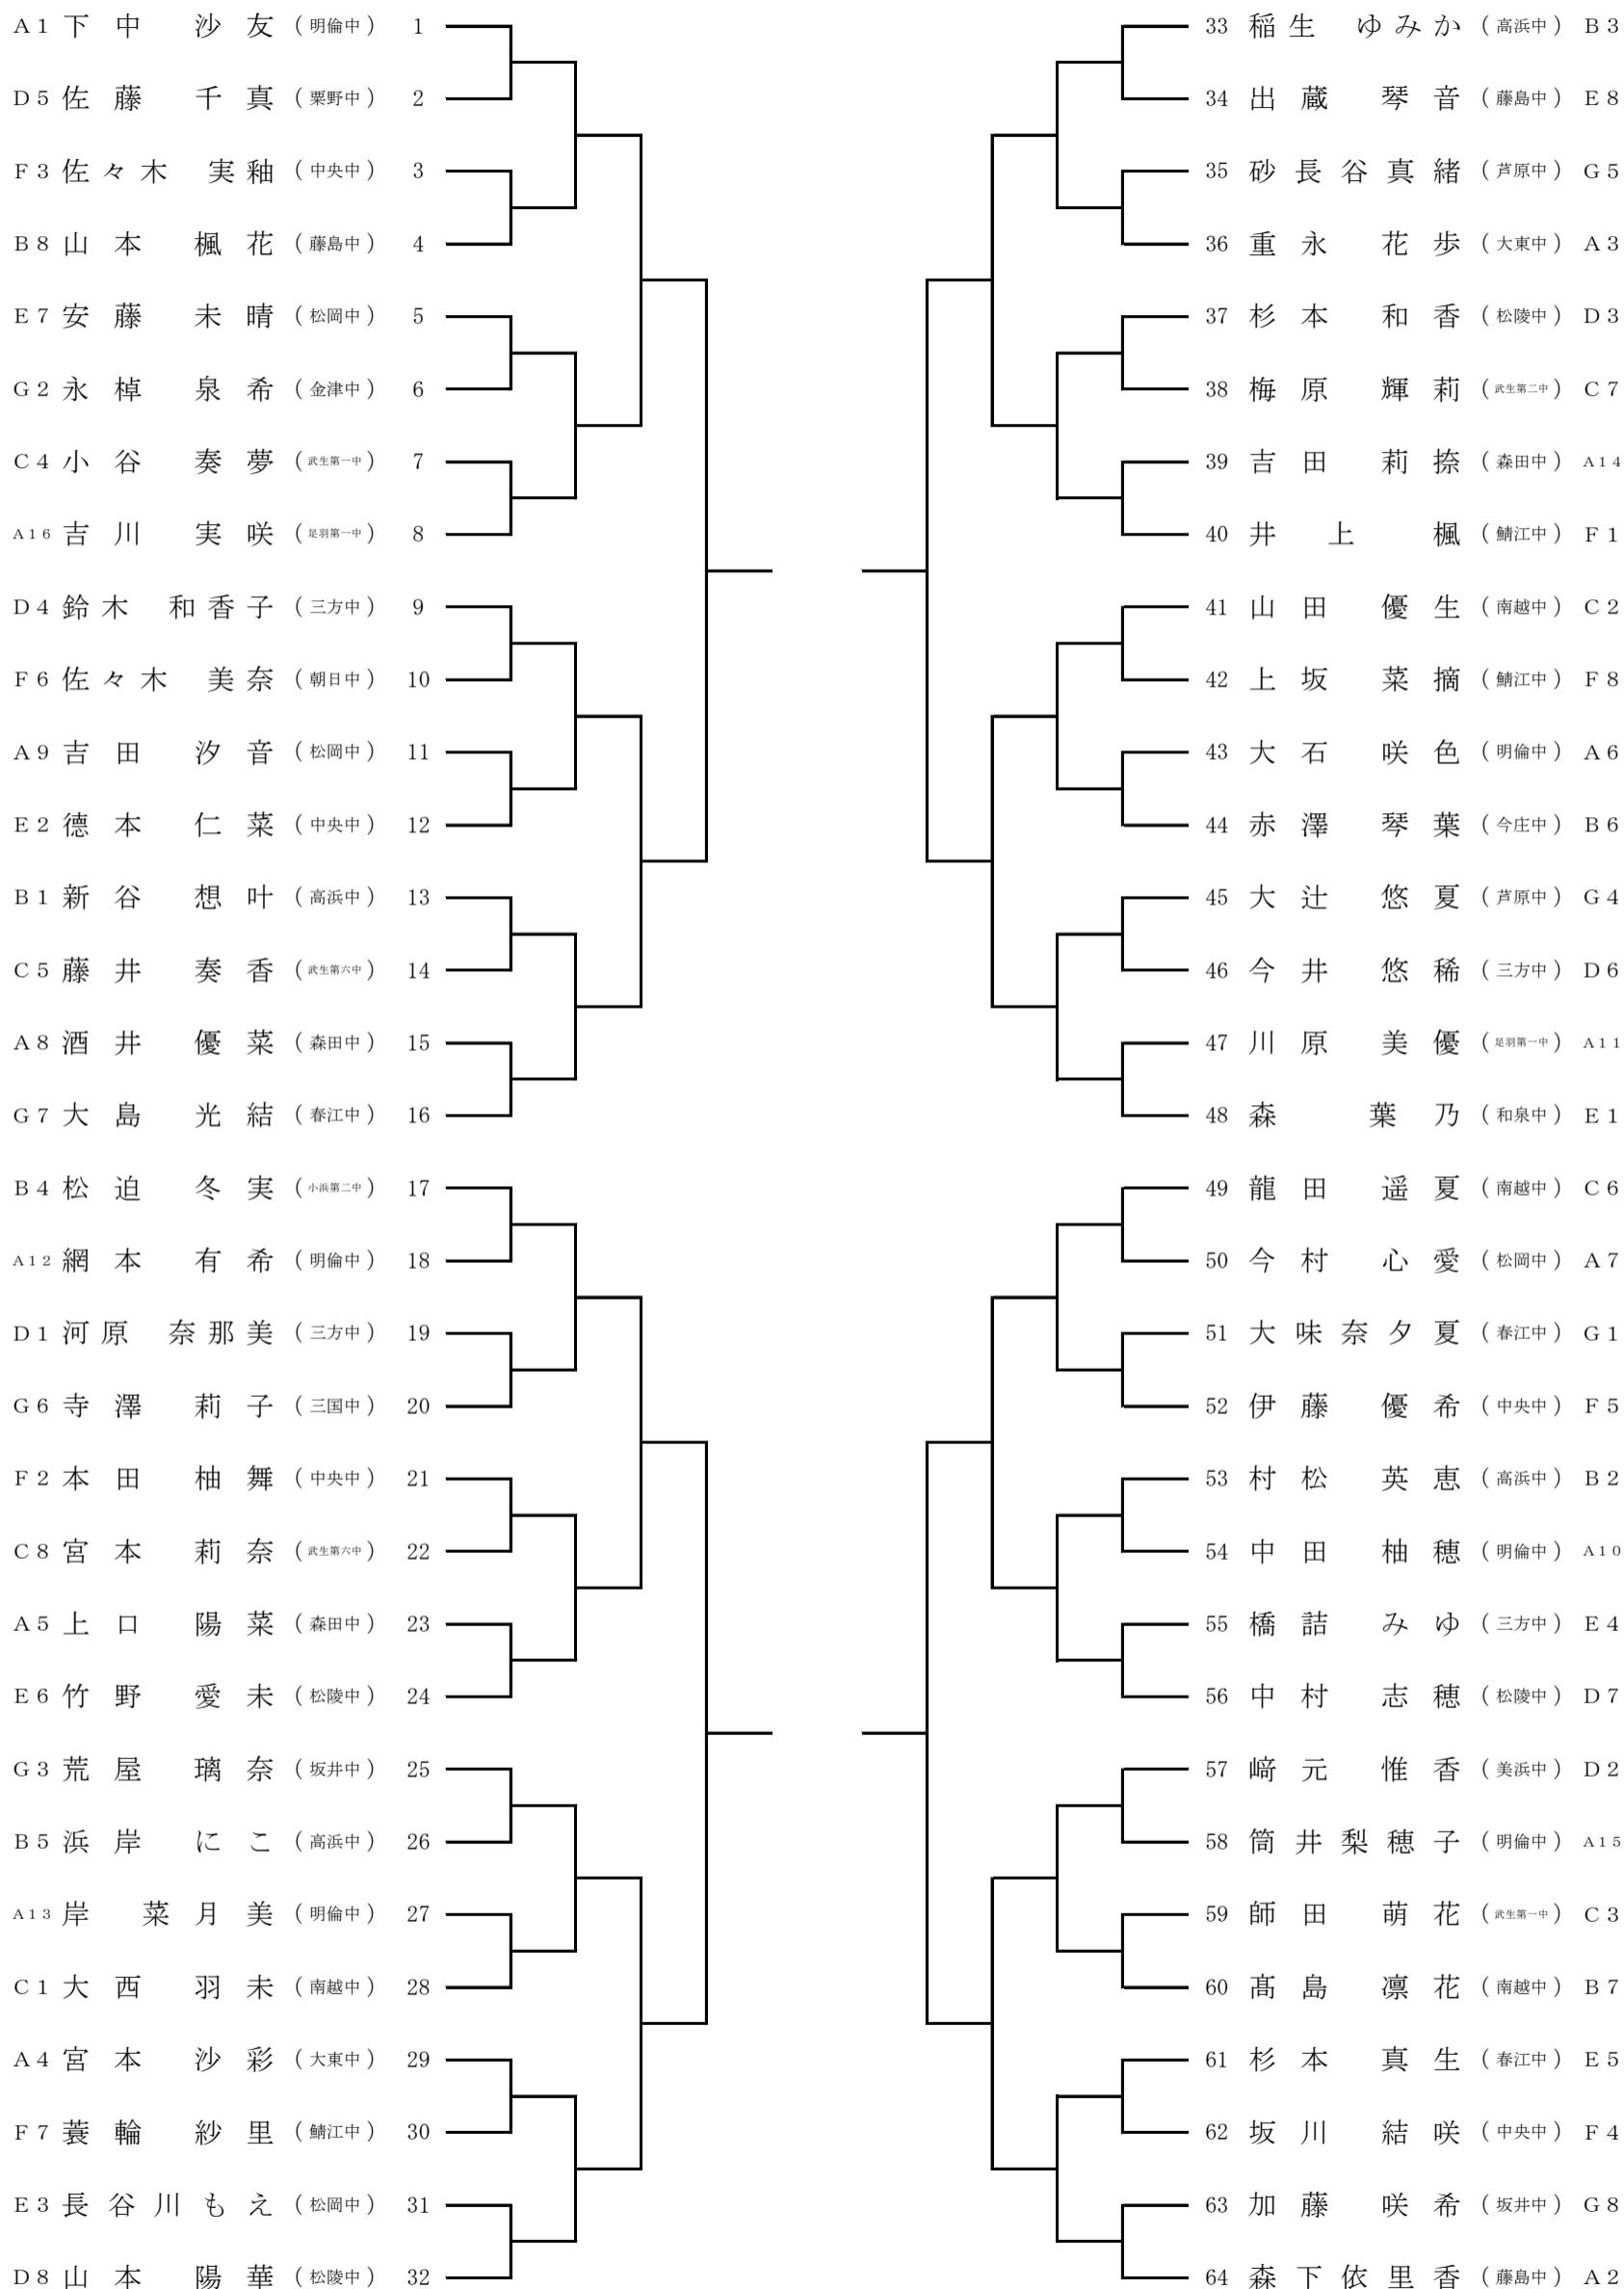 A1 下中 沙友 （明倫中） 1
D5 佐藤 千真 （粟野中） 2
F3 佐々木 実釉 （中央中） 3
B8 山本 楓花 （藤島中） 4
E7 安藤 未晴 （松岡中） 5
G2 永棹 泉希 （金津中） 6
C4 小谷 奏夢 （武生第一中） 7
A16 吉川 実咲 （足羽第一中） 8
D4 鈴木 和香子 （三方中） 9
F6 佐々木 美奈 （朝日中） 10
A9 吉田 汐音 （松岡中） 11
E2 德本 仁菜 （中央中） 12
B1 新谷 想叶 （高浜中） 13
C5 藤井 奏香 （武生第六中） 14
A8 酒井 優菜 （森田中） 15
G7 大島 光結 （春江中） 16
B4 松迫 冬実 （小浜第二中） 17
A12 網本 有希 （明倫中） 18
D1 河原 奈那美 （三方中） 19
G6 寺澤 莉子 （三国中） 20
F2 本田 柚舞 （中央中） 21
C8 宮本 莉奈 （武生第六中） 22
A5 上口 陽菜 （森田中） 23
E6 竹野 愛未 （松陵中） 24
G3 荒屋 璃奈 （坂井中） 25
B5 浜岸 にこ （高浜中） 26
A13 岸 菜月美 （明倫中） 27
C1 大西 羽未 （南越中） 28
A4 宮本 沙彩 （大東中） 29
F7 蓑輪 紗里 （鯖江中） 30
E3 長谷川もえ （松岡中） 31
D8 山本 陽華 （松陵中） 32
33 稲生 ゆみか （高浜中） B3
34 出蔵 琴音 （藤島中） E8
35 砂長谷真緒 （芦原中） G5
36 重永 花歩 （大東中） A3
37 杉本 和香 （松陵中） D3
38 梅原 輝莉 （武生第二中） C7
39 吉田 莉捺 （森田中） A14
40 井上 楓 （鯖江中） F1
41 山田 優生 （南越中） C2
42 上坂 菜摘 （鯖江中） F8
43 大石 咲色 （明倫中） A6
44 赤澤 琴葉 （今庄中） B6
45 大辻 悠夏 （芦原中） G4
46 今井 悠稀 （三方中） D6
47 川原 美優 （足羽第一中） A11
48 森 葉乃 （和泉中） E1
49 龍田 遥夏 （南越中） C6
50 今村 心愛 （松岡中） A7
51 大味奈夕夏 （春江中） G1
52 伊藤 優希 （中央中） F5
53 村松 英恵 （高浜中） B2
54 中田 柚穂 （明倫中） A10
55 橋詰 みゆ （三方中） E4
56 中村 志穂 （松陵中） D7
57 﨑元 惟香 （美浜中） D2
58 筒井梨穂子 （明倫中） A15
59 師田 萌花 （武生第一中） C3
60 髙島 凛花 （南越中） B7
61 杉本 真生 （春江中） E5
62 坂川 結咲 （中央中） F4
63 加藤 咲希 （坂井中） G8
64 森下依里香 （藤島中） A2